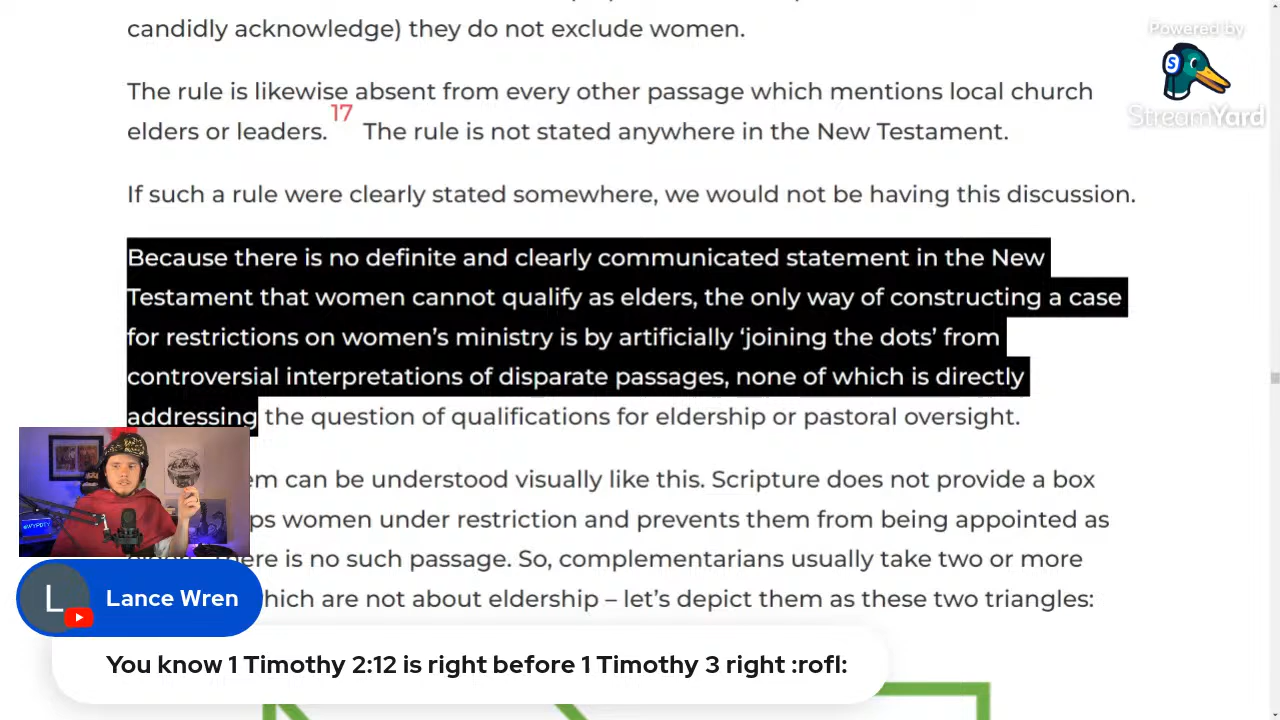 candidly acknowledge) they do not exclude women.
The rule is likewise absent from every other passage which mentions local church
elders or leaders.17 The rule is not stated anywhere in the New Testament.
If such a rule were clearly stated somewhere, we would not be having this discussion.
Because there is no definite and clearly communicated statement in the New
Testament that women cannot qualify as elders, the only way of constructing a case
for restrictions on women’s ministry is by artificially ‘joining the dots’ from
controversial interpretations of disparate passages, none of which is directly
addressing the question of qualifications for eldership or pastoral oversight.
can be understood visually like this. Scripture does not provide a box
women under restriction and prevents them from being appointed as
is no such passage. So, complementarians usually take two or more
which are not about eldership – let’s depict them as these two triangles:
Powered by
S
StreamYard
L
Lance Wren
You know 1 Timothy 2:12 is right before 1 Timothy 3 right :rofl: